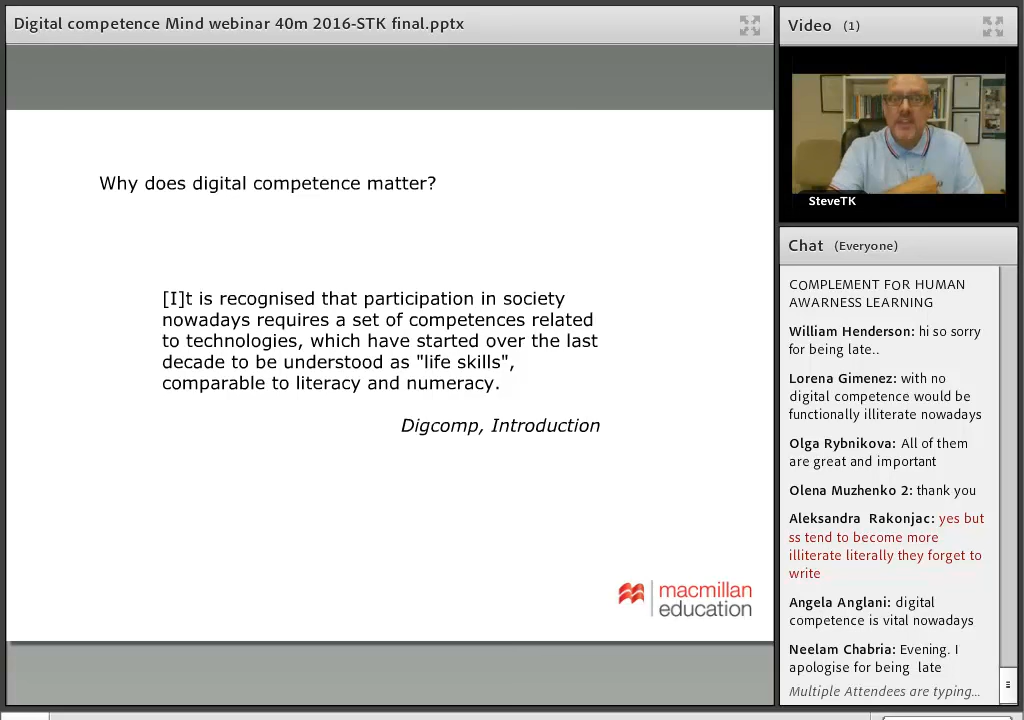 Digital competence Mind webinar 40m 2016-STK final.pptx
Why does digital competence matter?
[I]t is recognised that participation in society
nowadays requires a set of competences related
to technologies, which have started over the last
decade to be understood as "life skills",
comparable to literacy and numeracy.
Digcomp, Introduction
macmillan
education
Video (1)
SteveTK
Chat (Everyone)
COMPLEMENT FOR HUMAN
AWARNESS LEARNING
William Henderson: hi so sorry
for being late..
Lorena Gimenez: with no
digital competence would be
functionally illiterate nowadays
Olga Rybnikova: All of them
are great and important
Olena Muzhenko 2: thank you
Aleksandra Rakonjac: yes but
ss tend to become more
illiterate literally they forget to
write
Angela Anglani: digital
competence is vital nowadays
Neelam Chabria: Evening. I
apologise for being late
Multiple Attendees are typing...